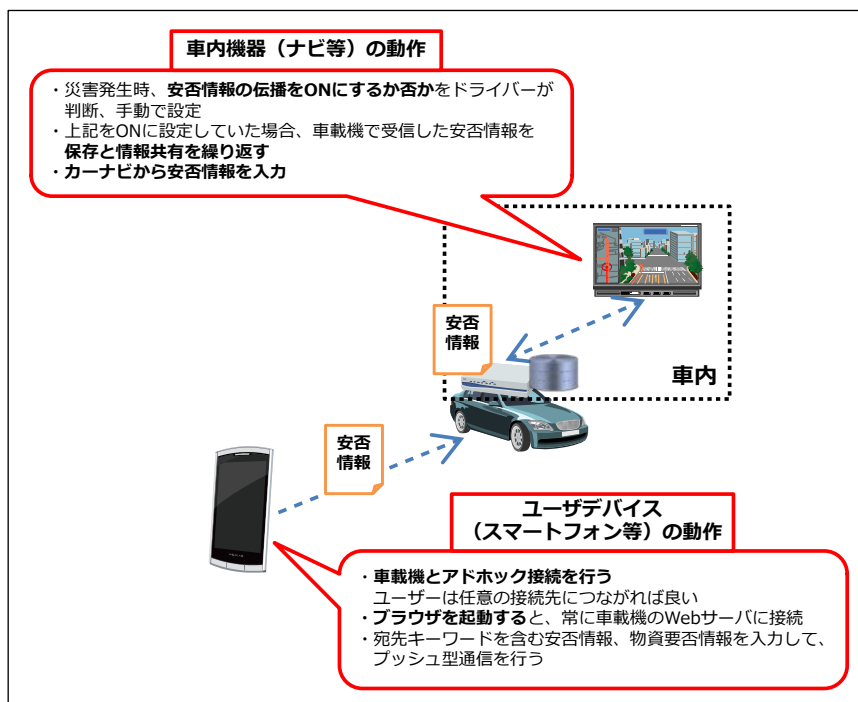 車内機器（ナビ等）の動作
・災害発生時、安否情報の伝播をONにするか否かをドライバーが
判断、手動で設定
・上記をONに設定していた場合、車載機で受信した安否情報を
保存と情報共有を繰り返す
・カーナビから安否情報を入力
安否
情報
車内
安否
情報
ユーザデバイス
（スマートフォン等）の動作
・車載機とアドホック接続を行う
ユーザーは任意の接続先につながれば良い
・ブラウザを起動すると、常に車載機のWebサーバに接続
・宛先キーワードを含む安否情報、物資要否情報を入力して、
プッシュ型通信を行う